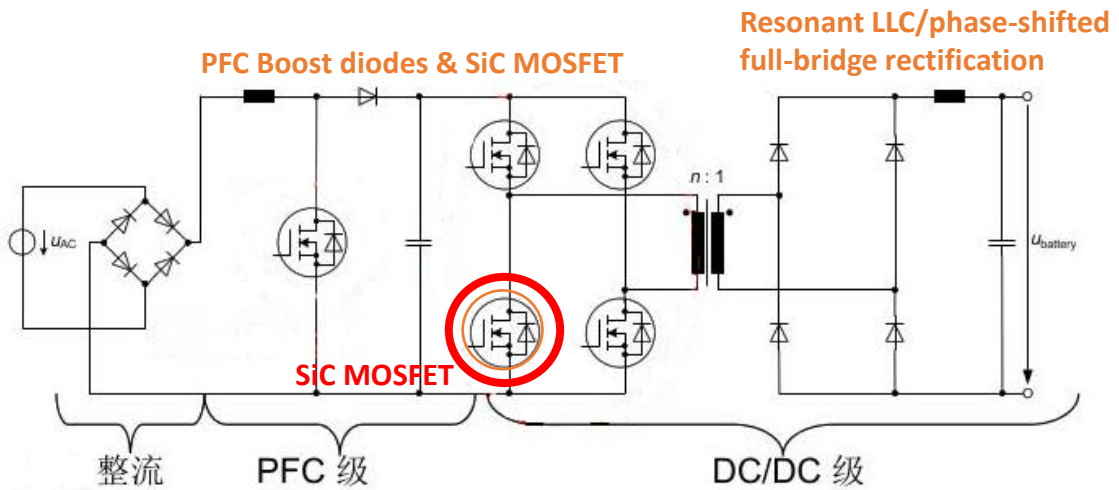 Resonant LLC/phase-shifted
full-bridge rectification
PFC Boost diodes & SiC MOSFET
n : 1
uAC
ubattery
SiC MOSFET
整流
PFC 级
DC/DC 级